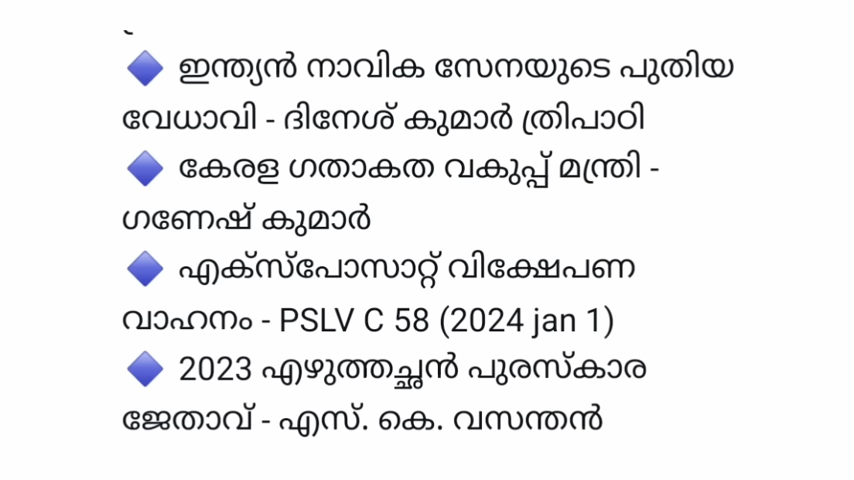 🔷 ഇന്ത്യൻ നാവിക സേനയുടെ പുതിയ
വേധാവി - ദിനേശ് കുമാർ ത്രിപാഠി
🔷 കേരള ഗതാകത വകുപ്പ് മന്ത്രി -
ഗണേഷ് കുമാർ
🔷 എക്സ്പോസാറ്റ് വിക്ഷേപണ
വാഹനം - PSLV C 58 (2024 jan 1)
🔷 2023 എഴുത്തച്ഛൻ പുരസ്കാര
ജേതാവ് - എസ്. കെ. വസന്തൻ